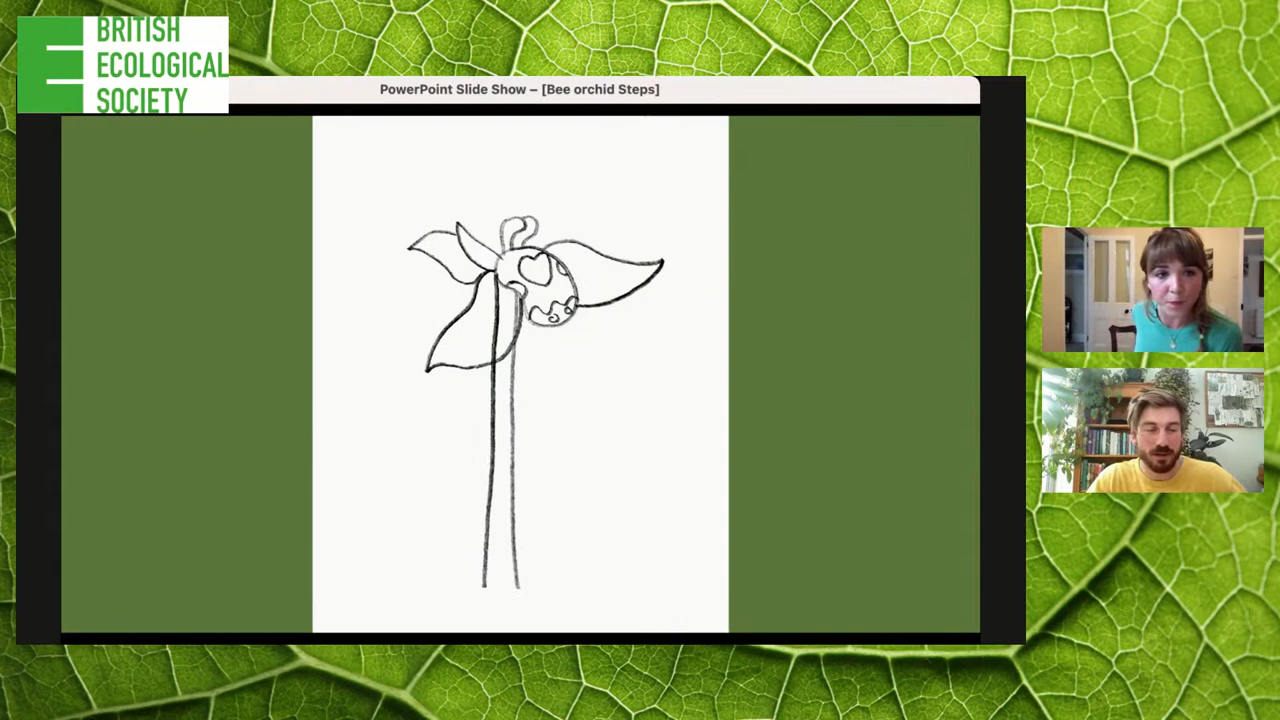 BRITISH
ECOLOGICAL
SOCIETY
PowerPoint Slide Show – [Bee orchid Steps]